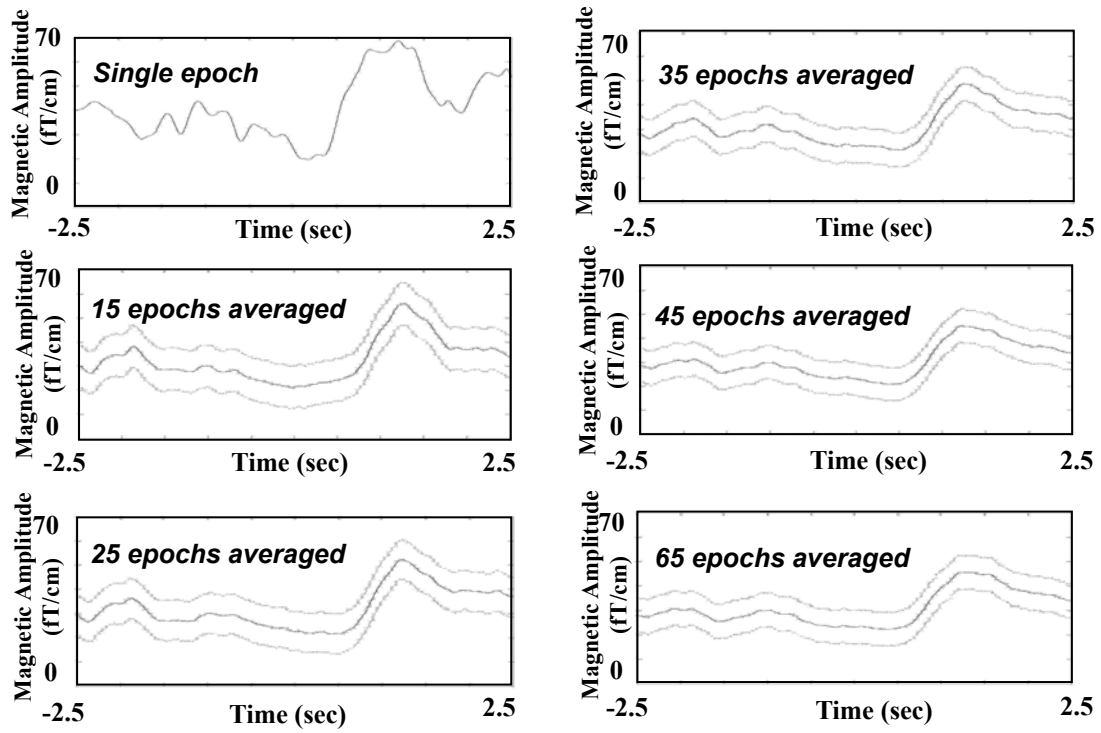 Magnetic Amplitude
(fT/cm)
70
0
Single epoch
-2.5
Time (sec)
2.5
Magnetic Amplitude
(fT/cm)
70
0
15 epochs averaged
-2.5
Time (sec)
2.5
Magnetic Amplitude
(fT/cm)
70
0
25 epochs averaged
-2.5
Time (sec)
2.5
Magnetic Amplitude
(fT/cm)
70
0
35 epochs averaged
-2.5
Time (sec)
2.5
Magnetic Amplitude
(fT/cm)
70
0
45 epochs averaged
-2.5
Time (sec)
2.5
Magnetic Amplitude
(fT/cm)
70
0
65 epochs averaged
-2.5
Time (sec)
2.5